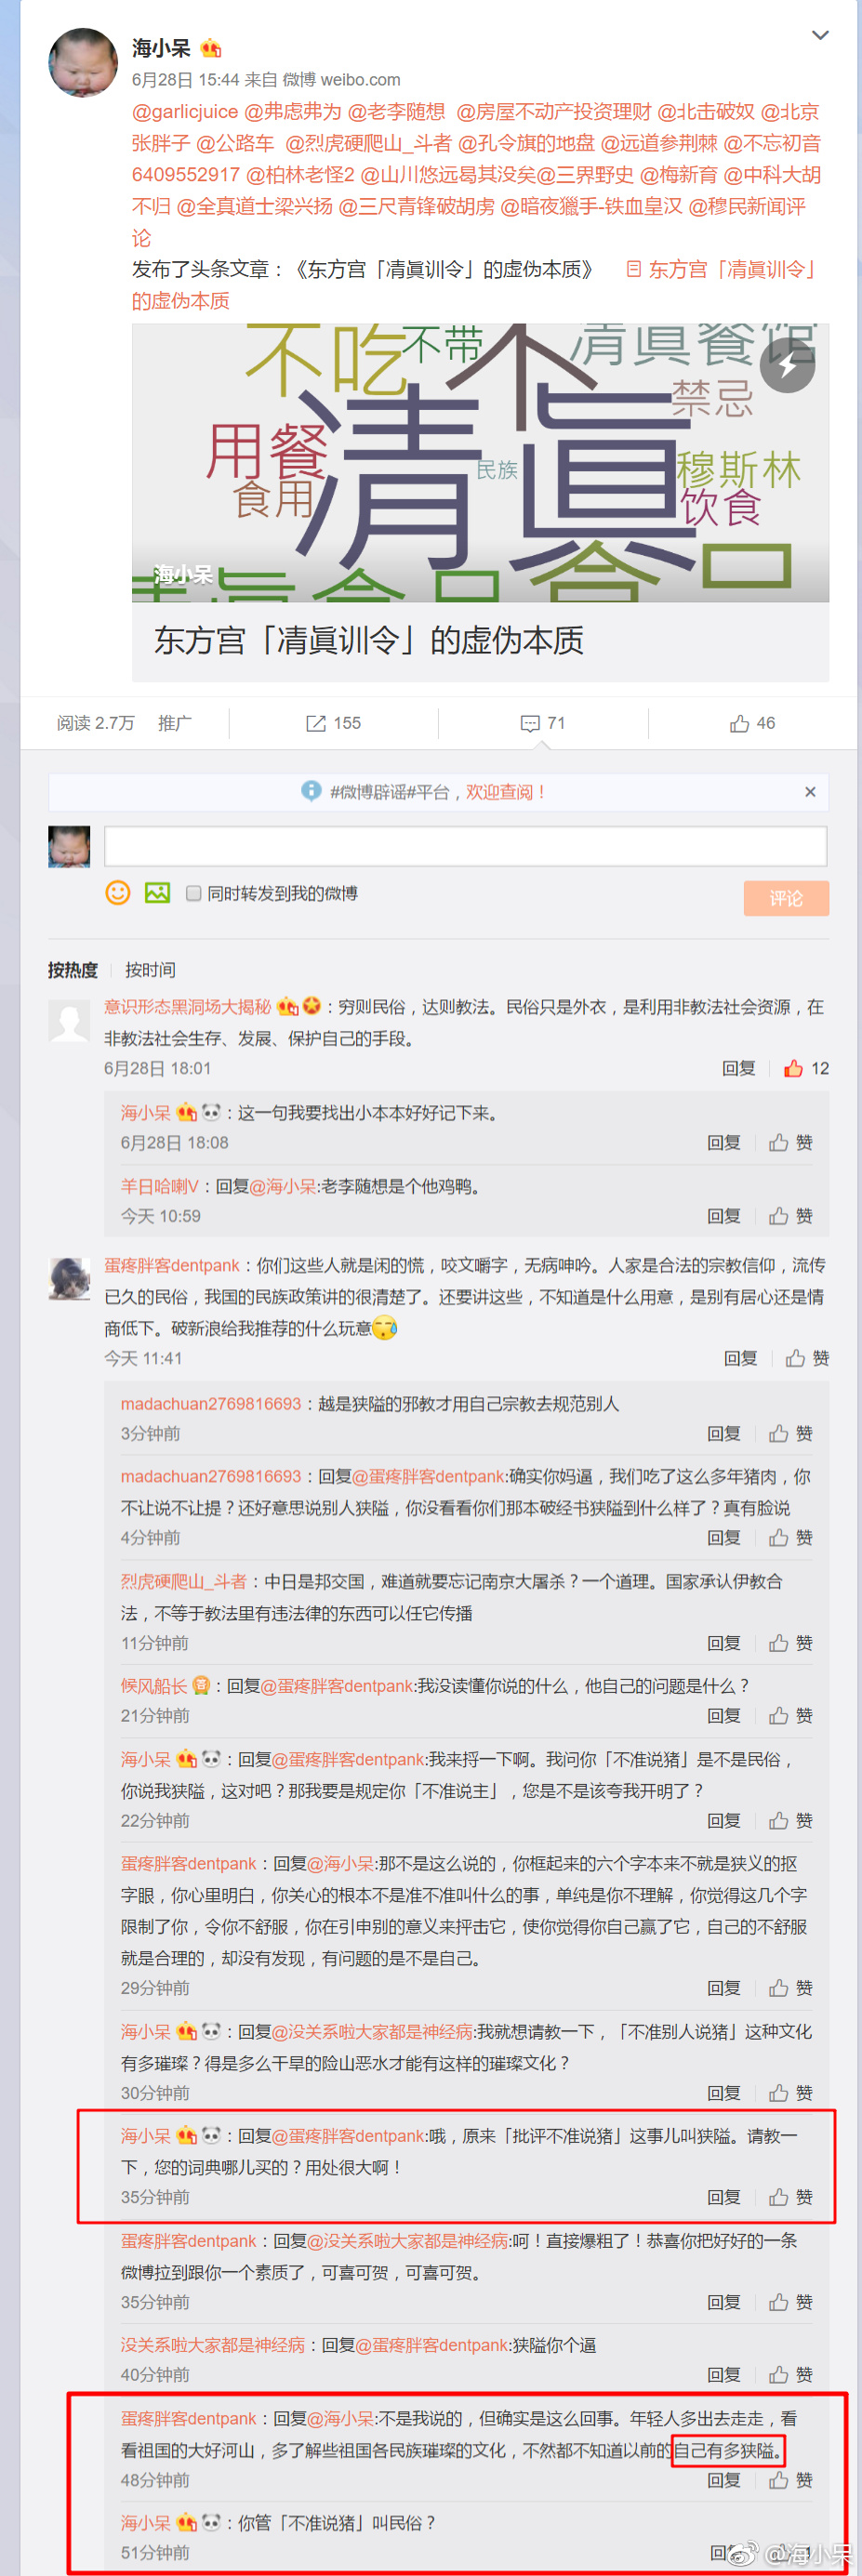 海小呆
6月28日 15:44 来自 微博 weibo.com
@garlicjuice @弗虑弗为 @老李随想 @房屋不动产投资理财 @北击破奴 @北京
张胖子 @公路车 @烈虎硬爬山_斗者 @孔令旗的地盘 @远道参荆棘 @不忘初音
6409552917 @柏林老怪2 @山川悠远曷其没矣@三界野史 @梅新育 @中科大胡
不归 @全真道士梁兴扬 @三尺青锋破胡虏 @暗夜獵手-铁血皇汉 @穆民新闻评
论
发布了头条文章：《东方宫「凊眞训令」的虚伪本质》 东方宫「凊眞训令」
的虚伪本质
不吃 不带 不 清眞餐馆
禁忌
用餐 清眞 民族 穆斯林
食用 饮食
海小呆
清眞食品 食品
东方宫「凊眞训令」的虚伪本质
阅读 2.7万 推广 155 71 46
#微博辟谣#平台，欢迎查阅！
同时转发到我的微博 评论
按热度 按时间
意识形态黑洞场大揭秘：穷则民俗，达则教法。民俗只是外衣，是利用非教法社会资源，在
非教法社会生存、发展、保护自己的手段。
6月28日 18:01 回复 12
海小呆：这一句我要找出小本本好好记下来。
6月28日 18:08 回复 赞
羊日哈喇V：回复@海小呆:老李随想是个他鸡鸭。
今天 10:59 回复 赞
蛋疼胖客dentpank：你们这些人就是闲的慌，咬文嚼字，无病呻吟。人家是合法的宗教信仰，流传
已久的民俗，我国的民族政策讲的很清楚了。还要讲这些，不知道是什么用意，是别有居心还是情
商低下。破新浪给我推荐的什么玩意
今天 11:41 回复 赞
madachuan2769816693：越是狭隘的邪教才用自己宗教去规范别人
3分钟前 回复 赞
madachuan2769816693：回复@蛋疼胖客dentpank:确实你妈逼，我们吃了这么多年猪肉，你
不让说不让提？还好意思说别人狭隘，你没看看你们那本破经书狭隘到什么样了？真有脸说
4分钟前 回复 赞
烈虎硬爬山_斗者：中日是邦交国，难道就要忘记南京大屠杀？一个道理。国家承认伊教合
法，不等于教法里有违法律的东西可以任它传播
11分钟前 回复 赞
候风船长：回复@蛋疼胖客dentpank:我没读懂你说的什么，他自己的问题是什么？
21分钟前 回复 赞
海小呆：回复@蛋疼胖客dentpank:我来捋一下啊。我问你「不准说猪」是不是民俗，
你说我狭隘，这对吧？那我要是规定你「不准说主」，您是不是该夸我开明了？
22分钟前 回复 赞
蛋疼胖客dentpank：回复@海小呆:那不是这么说的，你框起来的六个字本来不就是狭义的抠
字眼，你心里明白，你关心的根本不是准不准叫什么的事，单纯是你不理解，你觉得这几个字
限制了你，令你不舒服，你在引申别的意义来抨击它，使你觉得你自己赢了它，自己的不舒服
就是合理的，却没有发现，有问题的是不是自己。
29分钟前 回复 赞
海小呆：回复@没关系啦大家都是神经病:我就想请教一下，「不准别人说猪」这种文化
有多璀璨？得是多么干旱的险山恶水才能有这样的璀璨文化？
30分钟前 回复 赞
海小呆：回复@蛋疼胖客dentpank:哦，原来「批评不准说猪」这事儿叫狭隘。请教一
下，您的词典哪儿买的？用处很大啊！
35分钟前 回复 赞
蛋疼胖客dentpank：回复@没关系啦大家都是神经病:呵！直接爆粗了！恭喜你把好好的一条
微博拉到跟你一个素质了，可喜可贺，可喜可贺。
35分钟前 回复 赞
没关系啦大家都是神经病：回复@蛋疼胖客dentpank:狭隘你个逼
40分钟前 回复 赞
蛋疼胖客dentpank：回复@海小呆:不是我说的，但确实是这么回事。年轻人多出去走走，看
看祖国的大好河山，多了解些祖国各民族璀璨的文化，不然都不知道以前的自己有多狭隘。
48分钟前 回复 赞
海小呆：你管「不准说猪」叫民俗？
51分钟前 回复
@海小呆